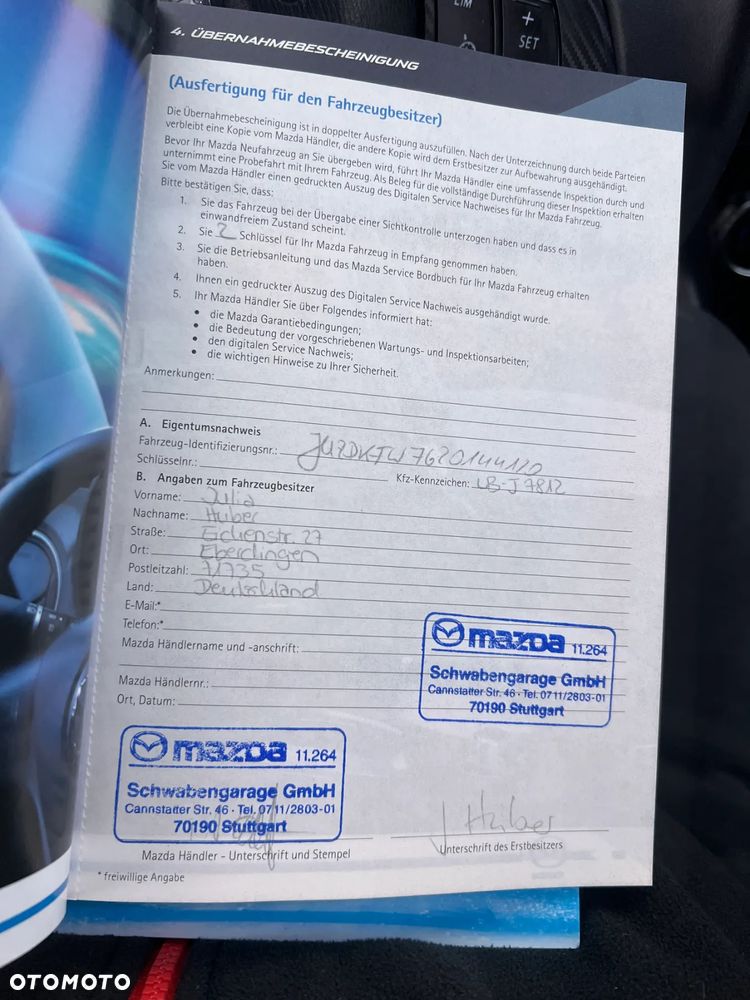 LIM
+
SET
4. ÜBERNAHMEBESCHEINIGUNG
(Ausfertigung für den Fahrzeugbesitzer)
Die Übernahmebescheinigung ist in doppelter Ausfertigung auszufüllen. Nach der Unterzeichnung durch beide Parteien
verbleibt eine Kopie vom Mazda Händler, die andere Kopie wird dem Erstbesitzer zur Aufbewahrung ausgehändigt.
Bevor Ihr Mazda Neufahrzeug an Sie übergeben wird, führt Ihr Mazda Händler eine umfassende Inspektion durch und
unternimmt eine Probefahrt mit Ihrem Fahrzeug. Als Beleg für die vollständige Durchführung dieser Inspektion erhalten
Sie vom Mazda Händler einen gedruckten Auszug des Digitalen Service Nachweises für Ihr Mazda Fahrzeug.
Bitte bestätigen Sie, dass:
1. Sie das Fahrzeug bei der Übergabe einer Sichtkontrolle unterzogen haben und dass es in
einwandfreiem Zustand scheint.
2. Sie 2 Schlüssel für Ihr Mazda Fahrzeug in Empfang genommen haben.
3. Sie die Betriebsanleitung und das Mazda Service Bordbuch für Ihr Mazda Fahrzeug erhalten
haben.
4. Ihnen ein gedruckter Auszug des Digitalen Service Nachweis ausgehändigt wurde.
5. Ihr Mazda Händler Sie über Folgendes informiert hat:
• die Mazda Garantiebedingungen;
• die Bedeutung der vorgeschriebenen Wartungs- und Inspektionsarbeiten;
• den digitalen Service Nachweis;
• die wichtigen Hinweise zu Ihrer Sicherheit.
Anmerkungen:
A. Eigentumsnachweis
Fahrzeug-Identifizierungsnr.:
Schlüsselnr.: Kfz-Kennzeichen: LB-J 7812
B. Angaben zum Fahrzeugbesitzer
Vorname: Julia
Nachname: Huber
Straße: Eichenstr. 27
Ort: Eberdingen
Postleitzahl: 71735
Land: Deutschland
E-Mail:*
Telefon:*
Mazda Händlername und -anschrift:
mazda 11.264
Schwabengarage GmbH
Cannstatter Str. 46 · Tel. 0711/2803-01
70190 Stuttgart
Mazda Händlernr.:
Ort, Datum:
mazda 11.264
Schwabengarage GmbH
Cannstatter Str. 46 · Tel. 0711/2803-01
70190 Stuttgart
J Huber
Mazda Händler - Unterschrift und Stempel
Unterschrift des Erstbesitzers
* freiwillige Angabe
OTOMOTO